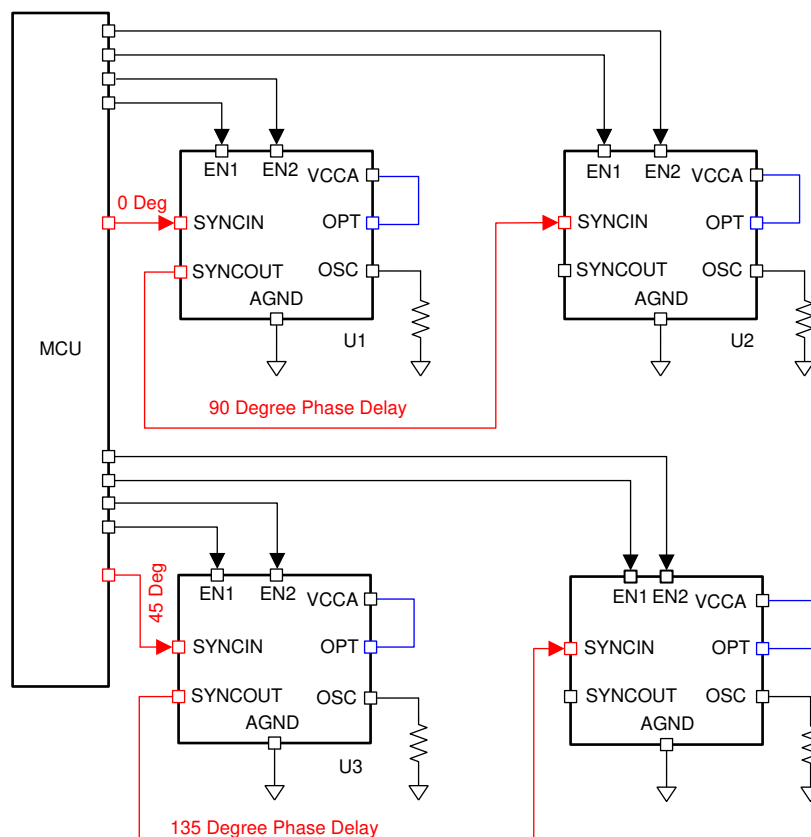 MCU
EN1 EN2
VCCA
0 Deg
SYNCIN
OPT
SYNCOUT
OSC
AGND
U1
EN1 EN2
VCCA
SYNCIN
OPT
SYNCOUT
OSC
AGND
U2
90 Degree Phase Delay
45 Deg
EN1 EN2
VCCA
SYNCIN
OPT
SYNCOUT
OSC
AGND
U3
EN1 EN2
VCCA
SYNCIN
OPT
SYNCOUT
OSC
AGND
135 Degree Phase Delay